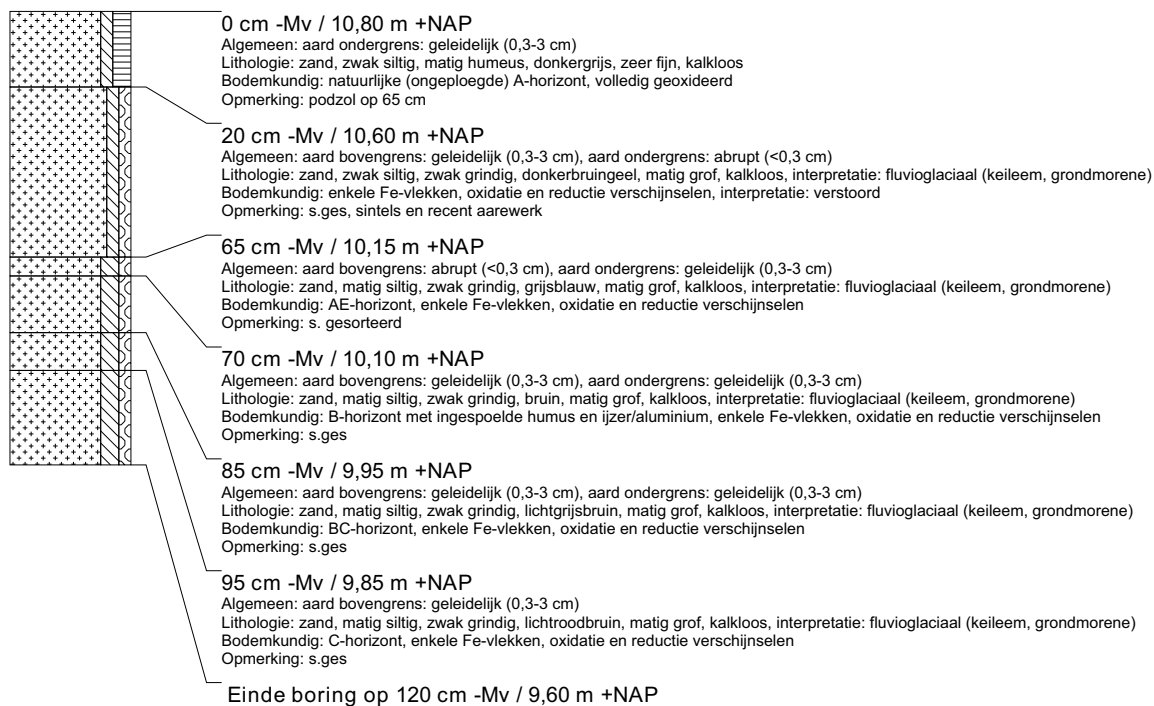 0 cm -Mv / 10,80 m +NAP
Algemeen: aard ondergrens: geleidelijk (0,3-3 cm)
Lithologie: zand, zwak siltig, matig humeus, donkergrijs, zeer fijn, kalkloos
Bodemkundig: natuurlijke (ongeploegde) A-horizont, volledig geoxideerd
Opmerking: podzol op 65 cm
20 cm -Mv / 10,60 m +NAP
Algemeen: aard bovengrens: geleidelijk (0,3-3 cm), aard ondergrens: abrupt (<0,3 cm)
Lithologie: zand, zwak siltig, zwak grindig, donkerbruingeel, matig grof, kalkloos, interpretatie: fluvioglaciaal (keileem, grondmorene)
Bodemkundig: enkele Fe-vlekken, oxidatie en reductie verschijnselen, interpretatie: verstoord
Opmerking: s.ges, sintels en recent aarewerk
65 cm -Mv / 10,15 m +NAP
Algemeen: aard bovengrens: abrupt (<0,3 cm), aard ondergrens: geleidelijk (0,3-3 cm)
Lithologie: zand, matig siltig, zwak grindig, grijsblauw, matig grof, kalkloos, interpretatie: fluvioglaciaal (keileem, grondmorene)
Bodemkundig: AE-horizont, enkele Fe-vlekken, oxidatie en reductie verschijnselen
Opmerking: s. gesorteerd
70 cm -Mv / 10,10 m +NAP
Algemeen: aard bovengrens: geleidelijk (0,3-3 cm), aard ondergrens: geleidelijk (0,3-3 cm)
Lithologie: zand, matig siltig, zwak grindig, bruin, matig grof, kalkloos, interpretatie: fluvioglaciaal (keileem, grondmorene)
Bodemkundig: B-horizont met ingespoelde humus en ijzer/aluminium, enkele Fe-vlekken, oxidatie en reductie verschijnselen
Opmerking: s.ges
85 cm -Mv / 9,95 m +NAP
Algemeen: aard bovengrens: geleidelijk (0,3-3 cm), aard ondergrens: geleidelijk (0,3-3 cm)
Lithologie: zand, matig siltig, zwak grindig, lichtgrijsbruin, matig grof, kalkloos, interpretatie: fluvioglaciaal (keileem, grondmorene)
Bodemkundig: BC-horizont, enkele Fe-vlekken, oxidatie en reductie verschijnselen
Opmerking: s.ges
95 cm -Mv / 9,85 m +NAP
Algemeen: aard bovengrens: geleidelijk (0,3-3 cm)
Lithologie: zand, matig siltig, zwak grindig, lichtroodbruin, matig grof, kalkloos, interpretatie: fluvioglaciaal (keileem, grondmorene)
Bodemkundig: C-horizont, enkele Fe-vlekken, oxidatie en reductie verschijnselen
Opmerking: s.ges
Einde boring op 120 cm -Mv / 9,60 m +NAP